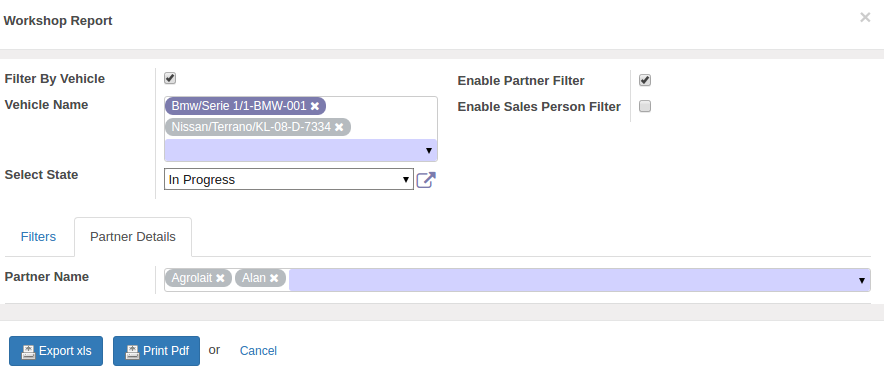 Workshop Report
Filter By Vehicle
Enable Partner Filter
Vehicle Name
Bmw/Serie 1/1-BMW-001
Enable Sales Person Filter
Nissan/Terrano/KL-08-D-7334
Select State
In Progress
Filters
Partner Details
Partner Name
Agrolait
Alan
Export xls
Print Pdf
or
Cancel